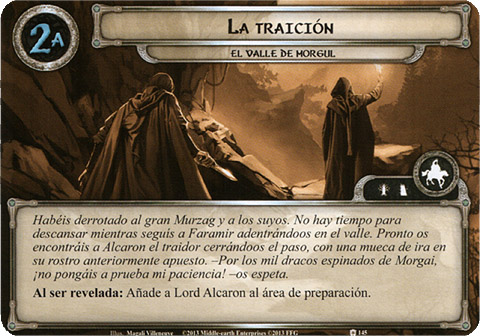 2A
La traición
El Valle de Morgul
Habéis derrotado al gran Murzag y a los suyos. No hay tiempo para
descansar mientras seguís a Faramir adentrándoos en el valle. Pronto os
encontráis a Alcaron el traidor cerrándoos el paso, con una mueca de ira en
su rostro anteriormente apuesto. –Por los mil dracos espinados de Morgai,
¡no pongáis a prueba mi paciencia! –os espeta.
Al ser revelada: Añade a Lord Alcaron al área de preparación.
Illus. Magali Villeneuve ©2013 Middle-earth Enterprises ©2013 FFG 145